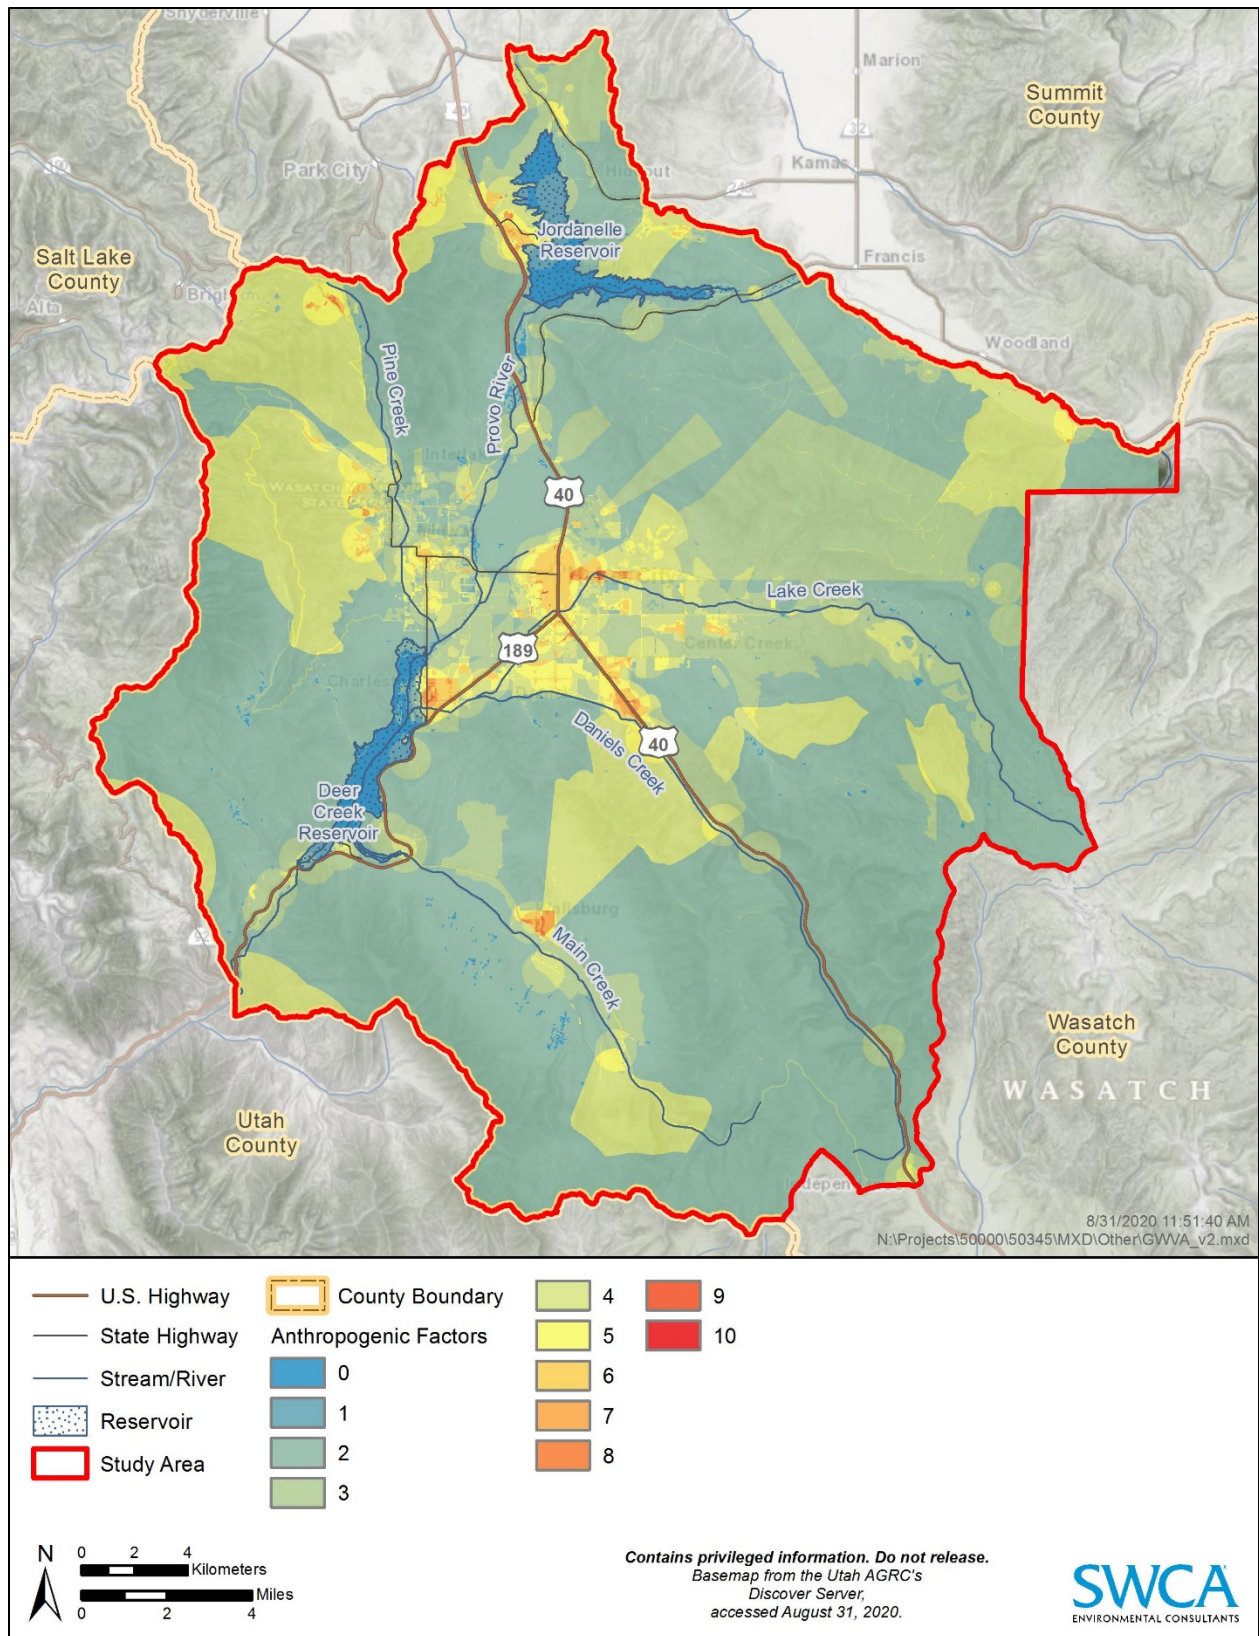 Snyderville
Marion
Summit
County
40
32
Park City
Kamas
Hideout
248
Jordanelle
Reservoir
Salt Lake
County
Francis
Brighton
Alta
Woodland
Pine Creek
Provo River
40
Lake Creek
189
Center Creek
Daniels Creek
40
Deer
Creek
Reservoir
Wallsburg
Main Creek
Wasatch
County
WASATCH
Utah
County
8/31/2020 11:51:40 AM
N:\Projects\50000\50345\MXD\Other\GWVA_v2.mxd
U.S. Highway
State Highway
Stream/River
Reservoir
Study Area
County Boundary
Anthropogenic Factors
0
1
2
3
4
5
6
7
8
9
10
N
0 2 4
Kilometers
Miles
0 2 4
Contains privileged information. Do not release.
Basemap from the Utah AGRC's
Discover Server,
accessed August 31, 2020.
SWCA
ENVIRONMENTAL CONSULTANTS